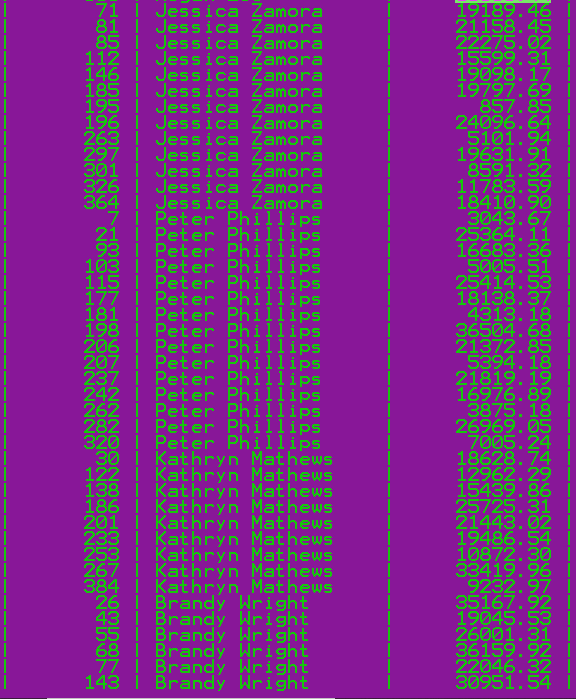 | 71 | Jessica Zamora | 19189.46 |
| 81 | Jessica Zamora | 21158.45 |
| 85 | Jessica Zamora | 22275.02 |
| 112 | Jessica Zamora | 15599.31 |
| 146 | Jessica Zamora | 19098.17 |
| 185 | Jessica Zamora | 19797.69 |
| 195 | Jessica Zamora | 857.85 |
| 196 | Jessica Zamora | 24096.64 |
| 263 | Jessica Zamora | 5101.94 |
| 297 | Jessica Zamora | 19631.91 |
| 301 | Jessica Zamora | 8591.32 |
| 326 | Jessica Zamora | 11783.59 |
| 364 | Jessica Zamora | 18410.90 |
| 7 | Peter Phillips | 3043.67 |
| 21 | Peter Phillips | 25364.11 |
| 93 | Peter Phillips | 16683.36 |
| 103 | Peter Phillips | 5005.51 |
| 115 | Peter Phillips | 25414.53 |
| 177 | Peter Phillips | 18138.37 |
| 181 | Peter Phillips | 4313.18 |
| 198 | Peter Phillips | 36504.68 |
| 206 | Peter Phillips | 21372.85 |
| 207 | Peter Phillips | 5394.18 |
| 237 | Peter Phillips | 21819.19 |
| 242 | Peter Phillips | 16976.89 |
| 262 | Peter Phillips | 3875.18 |
| 282 | Peter Phillips | 26969.05 |
| 320 | Peter Phillips | 7005.24 |
| 30 | Kathryn Mathews | 18628.74 |
| 122 | Kathryn Mathews | 12962.29 |
| 138 | Kathryn Mathews | 15439.86 |
| 186 | Kathryn Mathews | 25725.31 |
| 201 | Kathryn Mathews | 21443.02 |
| 233 | Kathryn Mathews | 19486.54 |
| 253 | Kathryn Mathews | 10872.30 |
| 267 | Kathryn Mathews | 33419.96 |
| 384 | Kathryn Mathews | 9232.97 |
| 26 | Brandy Wright | 35167.92 |
| 43 | Brandy Wright | 19045.53 |
| 55 | Brandy Wright | 26001.31 |
| 68 | Brandy Wright | 36159.92 |
| 77 | Brandy Wright | 22046.32 |
| 143 | Brandy Wright | 30951.54 |